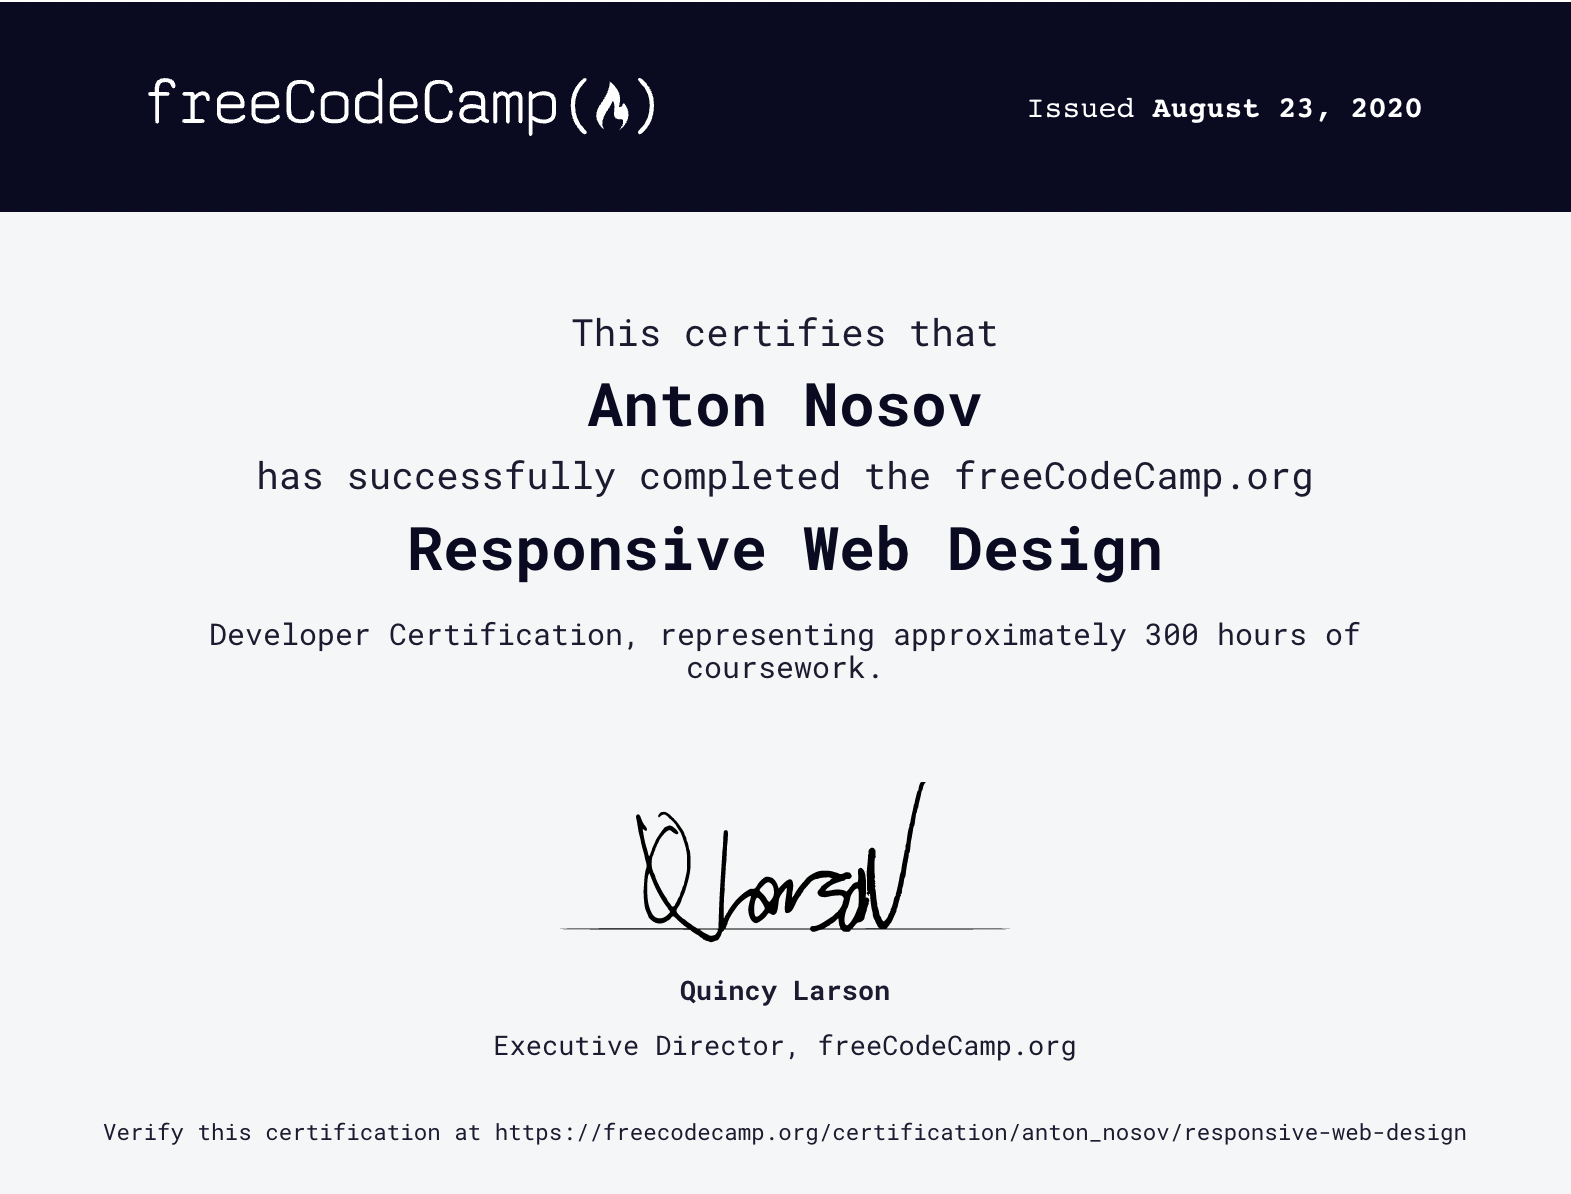 freeCodeCamp(🔥)
Issued August 23, 2020
This certifies that
Anton Nosov
has successfully completed the freeCodeCamp.org
Responsive Web Design
Developer Certification, representing approximately 300 hours of
coursework.
Q Larson
Quincy Larson
Executive Director, freeCodeCamp.org
Verify this certification at https://freecodecamp.org/certification/anton_nosov/responsive-web-design